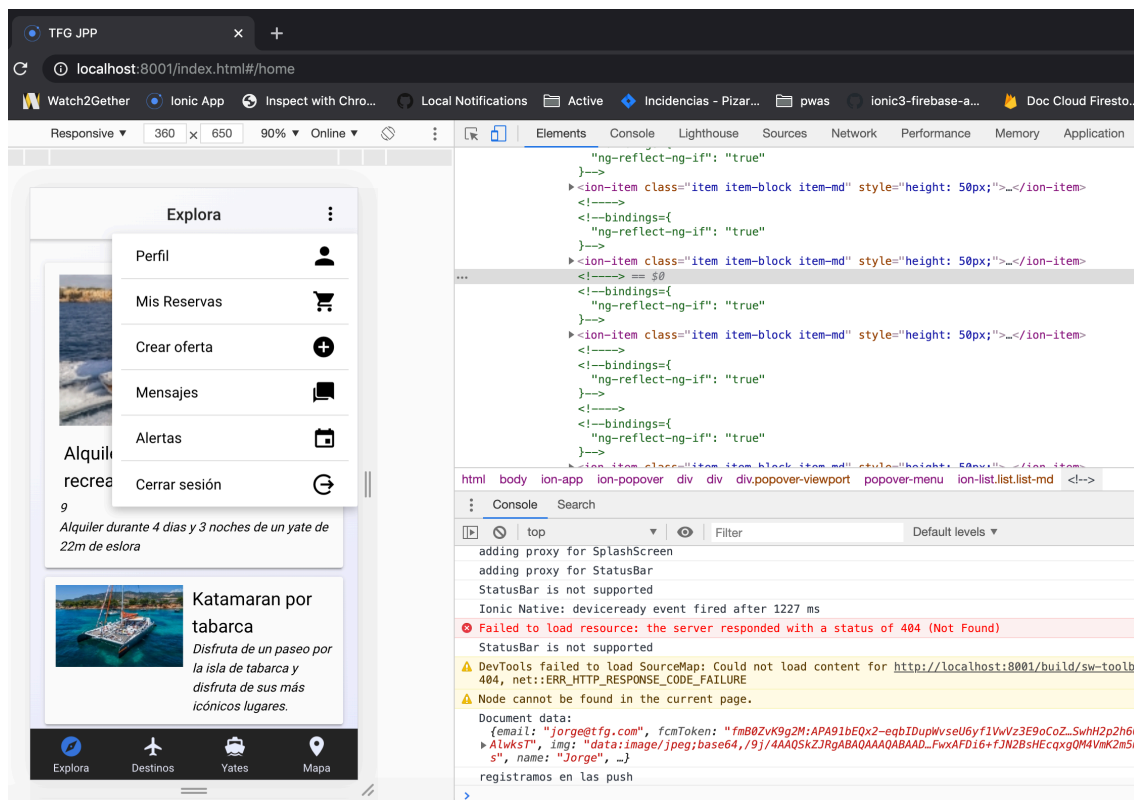 TFG JPP
localhost:8001/index.html#/home
Watch2Gether Ionic App Inspect with Chro... Local Notifications Active Incidencias - Pizar... pwas ionic3-firebase-a... Doc Cloud Firesto...
Responsive ▼ 360 x 650 90% ▼ Online ▼
Elements Console Lighthouse Sources Network Performance Memory Application
Explora
Perfil
Mis Reservas
Crear oferta
Mensajes
Alertas
Cerrar sesión
Alquile
recrea
9
Alquiler durante 4 dias y 3 noches de un yate de
22m de eslora
Katamaran por
tabarca
Disfruta de un paseo por
la isla de tabarca y
disfruta de sus más
icónicos lugares.
Explora Destinos Yates Mapa
"ng-reflect-ng-if": "true"
}-->
▶<ion-item class="item item-block item-md" style="height: 50px;">…</ion-item>
<!---->
<!--bindings={
"ng-reflect-ng-if": "true"
}-->
▶<ion-item class="item item-block item-md" style="height: 50px;">…</ion-item>
... <!----> == $0
<!--bindings={
"ng-reflect-ng-if": "true"
}-->
▶<ion-item class="item item-block item-md" style="height: 50px;">…</ion-item>
<!---->
<!--bindings={
"ng-reflect-ng-if": "true"
}-->
<!---->
<!--bindings={
"ng-reflect-ng-if": "true"
}-->
▶<ion-item class="item item-block item-md" style="height: 50px;">…</ion-item>
html body ion-app ion-popover div div div.popover-viewport popover-menu ion-list.list.list-md <!-->
Console Search
top ▼ Filter Default levels ▼
adding proxy for SplashScreen
adding proxy for StatusBar
StatusBar is not supported
Ionic Native: deviceready event fired after 1227 ms
Failed to load resource: the server responded with a status of 404 (Not Found)
StatusBar is not supported
DevTools failed to load SourceMap: Could not load content for http://localhost:8001/build/sw-toolb
404, net::ERR_HTTP_RESPONSE_CODE_FAILURE
Node cannot be found in the current page.
Document data:
{email: "jorge@tfg.com", fcmToken: "fmB0ZvK9g2M:APA91bEQx2-eqbIDupWvseU6yf1VwVz3E9oCoZ…SwhH2p2h6
▶AlwksT", img: "data:image/jpeg;base64,/9j/4AAQSkZJRgABAQAAAQABAAD…FwxAFDi6+fJN2BsHEcqxgQM4VmK2m5
s", name: "Jorge", …}
registramos en las push
>